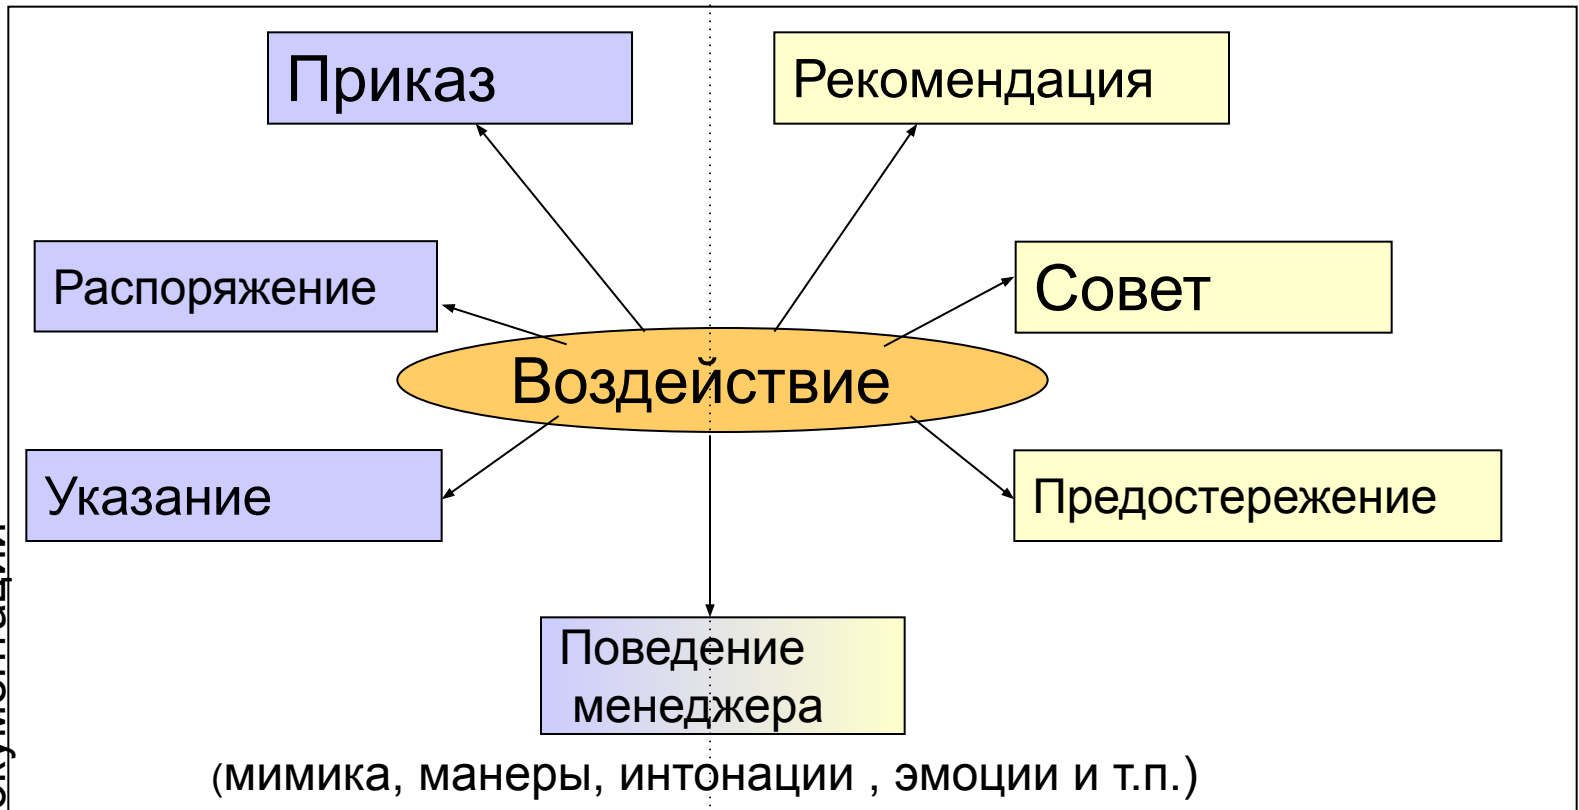 Приказ
Рекомендация
Распоряжение
Совет
Воздействие
Указание
Предостережение
Поведение
менеджера
(мимика, манеры, интонации , эмоции и т.п.)